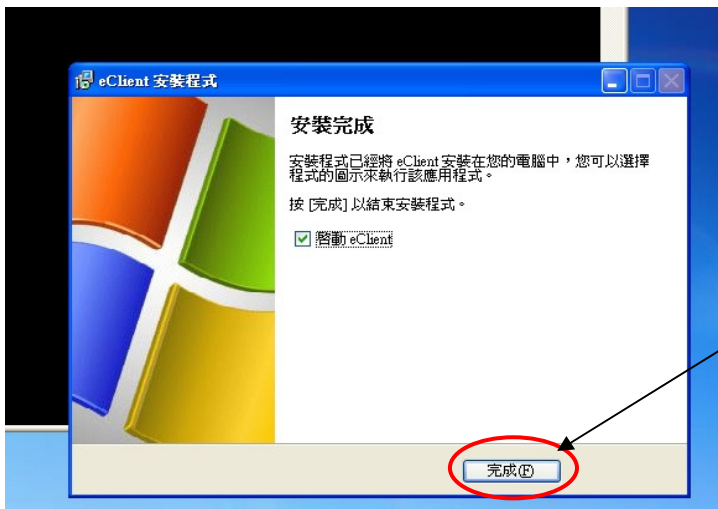 eClient 安裝程式
安裝完成
安裝程式已經將 eClient 安裝在您的電腦中，您可以選擇
程式的圖示來執行該應用程式。
按 [完成] 以結束安裝程式。
啓動 eClient
完成(F)